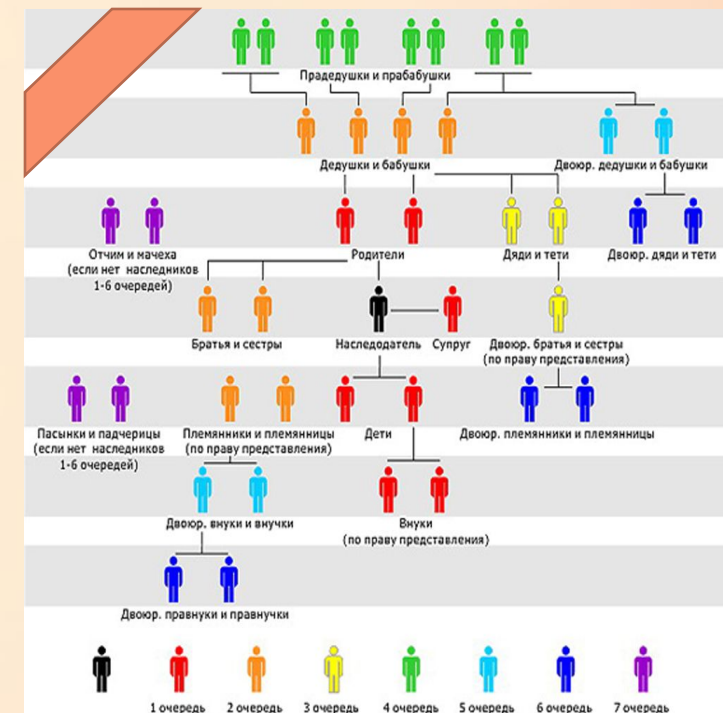 Прадедушки и прабабушки
Дедушки и бабушки
Двоюр. дедушки и бабушки
Отчим и мачеха
(если нет наследников
1-6 очередей)
Родители
Дяди и тети
Двоюр. дяди и тети
Братья и сестры
Наследодатель
Супруг
Двоюр. братья и сестры
(по праву представления)
Пасынки и падчерицы
(если нет наследников
1-6 очередей)
Племянники и племянницы
(по праву представления)
Дети
Двоюр. племянники и племянницы
Двоюр. внуки и внучки
Внуки
(по праву представления)
Двоюр. правнуки и правнучки
1 очередь
2 очередь
3 очередь
4 очередь
5 очередь
6 очередь
7 очередь